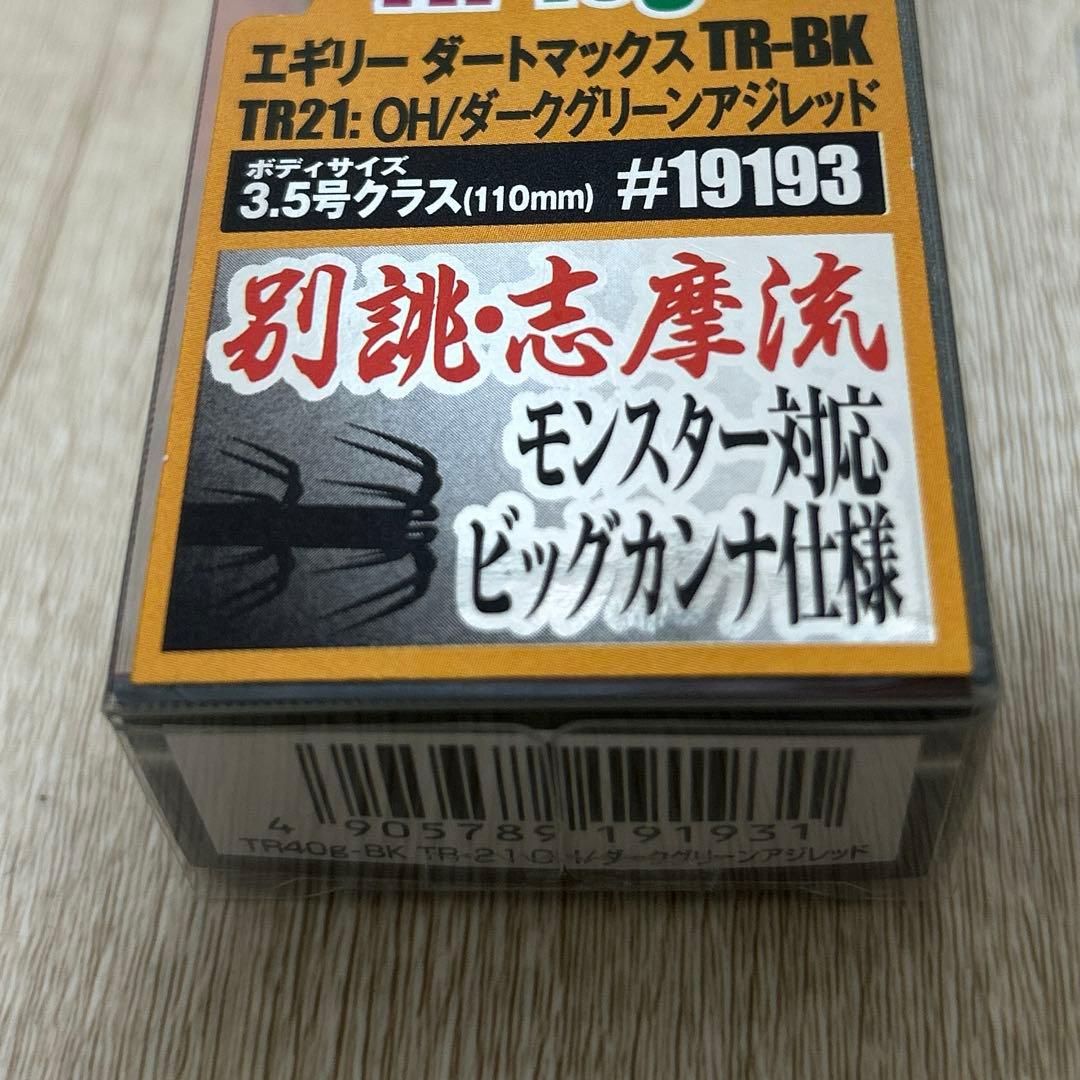 エギリー ダートマックス TR-BK
TR21: OH/ダークグリーンアジレッド
ボディサイズ
3.5号クラス(110mm) #19193
別誂・志摩流
モンスター対応
ビッグカンナ仕様
4 905789 191931
TR40g-BK TR-21 OH/ダークグリーンアジレッド